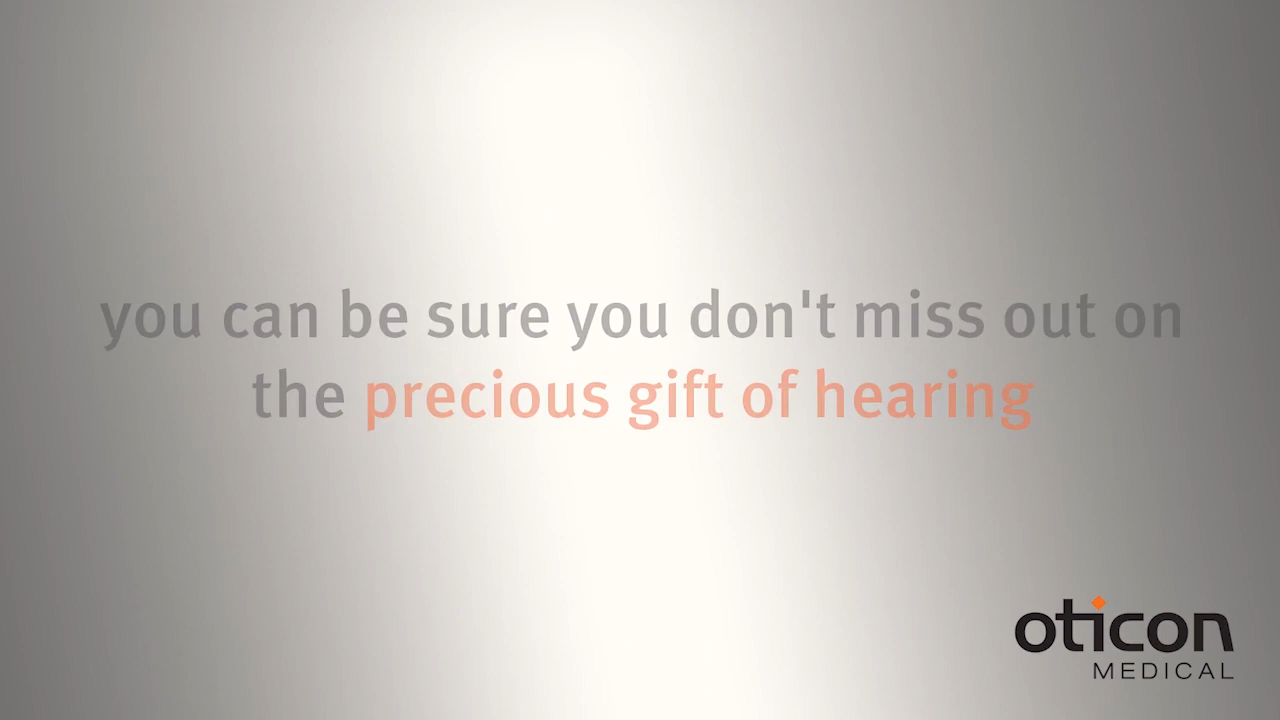 you can be sure you don't miss out on
the precious gift of hearing
oticon
MEDICAL